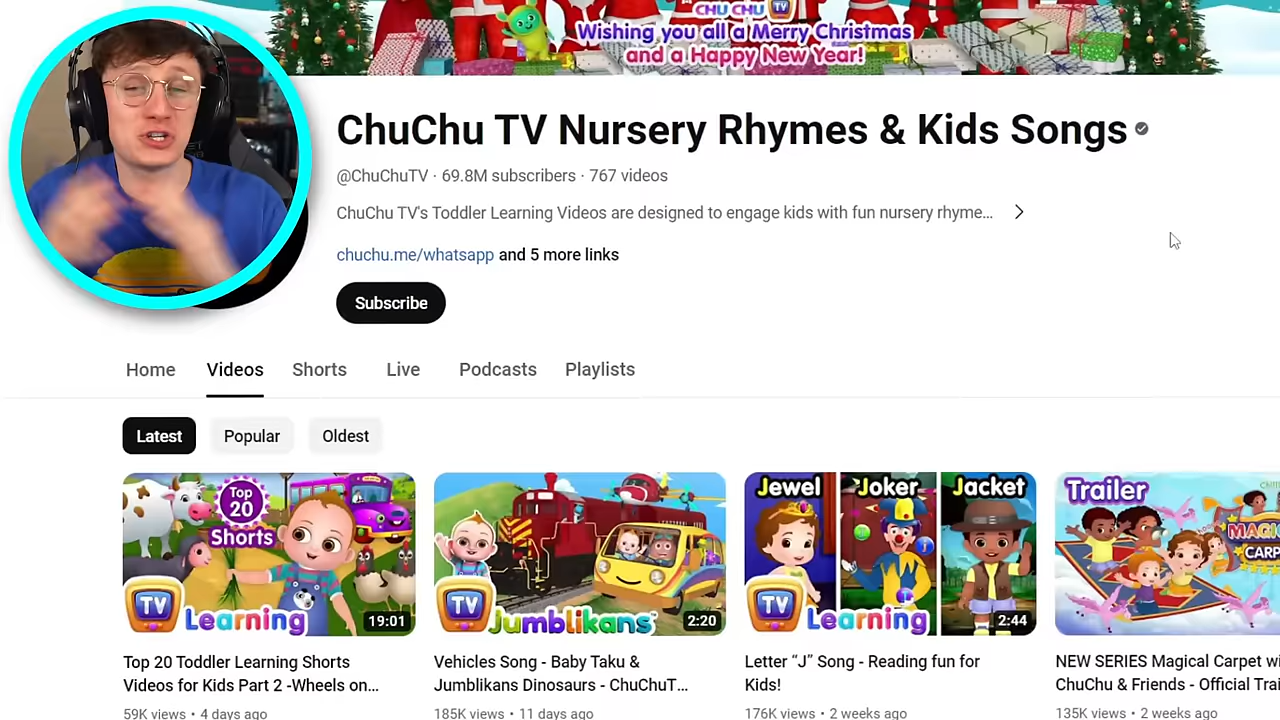 CHU CHU TV
Wishing you all a Merry Christmas
and a Happy New Year!
ChuChu TV Nursery Rhymes & Kids Songs
@ChuChuTV · 69.8M subscribers · 767 videos
ChuChu TV's Toddler Learning Videos are designed to engage kids with fun nursery rhyme...
chuchu.me/whatsapp and 5 more links
Subscribe
Home Videos Shorts Live Podcasts Playlists
Latest Popular Oldest
Top
20
Shorts
TV Learning
19:01
TV Jumblikans™
2:20
Jewel Joker Jacket
TV Learning
2:44
Trailer
MAGIC
CARP
Top 20 Toddler Learning Shorts
Videos for Kids Part 2 -Wheels on...
59K views · 4 days ago
Vehicles Song - Baby Taku &
Jumblikans Dinosaurs - ChuChuT...
185K views · 11 days ago
Letter “J” Song - Reading fun for
Kids!
176K views · 2 weeks ago
NEW SERIES Magical Carpet wi
ChuChu & Friends - Official Trai
135K views · 2 weeks ago